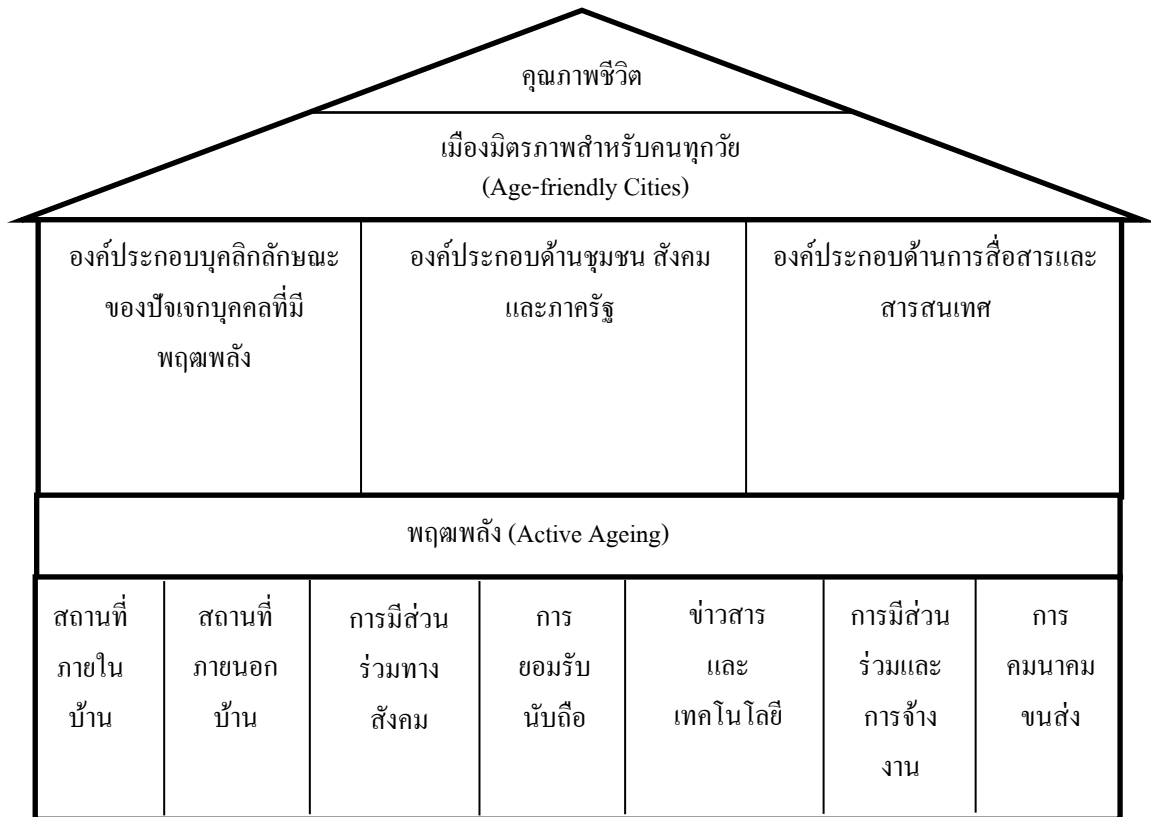 คุณภาพชีวิต
เมืองมิตรภาพสำหรับคนทุกวัย
(Age-friendly Cities)
องค์ประกอบบุคลิกลักษณะ
ของปัจเจกบุคคลที่มี
พฤฒพลัง
องค์ประกอบด้านชุมชน สังคม
และภาครัฐ
องค์ประกอบด้านการสื่อสารและ
สารสนเทศ
พฤฒพลัง (Active Ageing)
สถานที่
ภายใน
บ้าน
สถานที่
ภายนอก
บ้าน
การมีส่วน
ร่วมทาง
สังคม
การ
ยอมรับ
นับถือ
ข่าวสาร
และ
เทคโนโลยี
การมีส่วน
ร่วมและ
การจ้าง
งาน
การ
คมนาคม
ขนส่ง